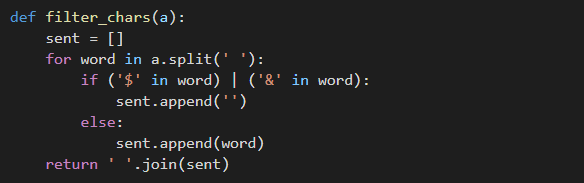 def filter_chars(a):
    sent = []
    for word in a.split(' '):
        if ('$' in word) | ('&' in word):
            sent.append('')
        else:
            sent.append(word)
    return ' '.join(sent)